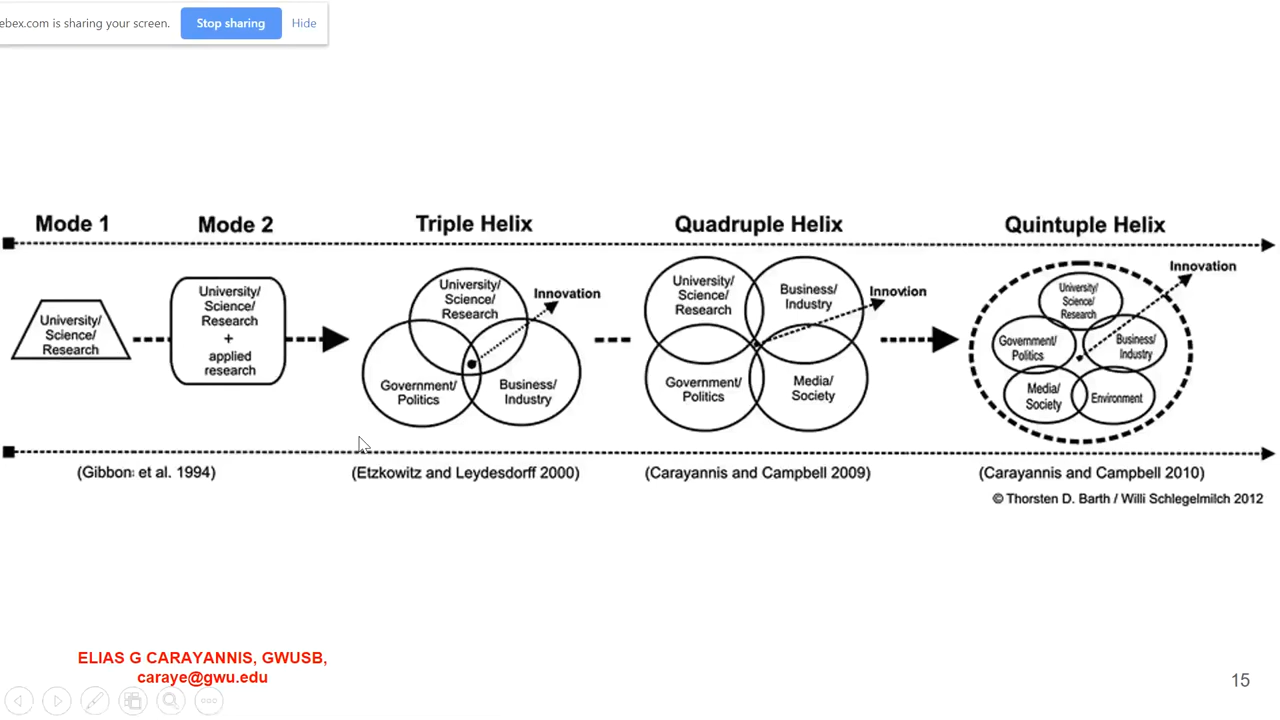 ebex.com is sharing your screen. Stop sharing Hide
Mode 1 Mode 2 Triple Helix Quadruple Helix Quintuple Helix
University/
Science/
Research
University/
Science/
Research
+
applied
research
University/
Science/
Research
Innovation
Government/
Politics
Business/
Industry
University/
Science/
Research
Business/
Industry
Innovtion
Government/
Politics
Media/
Society
Innovation
University/
Science/
Research
Government/
Politics
Business/
Industry
Media/
Society
Environment
(Gibbon: et al. 1994) (Etzkowitz and Leydesdorff 2000) (Carayannis and Campbell 2009) (Carayannis and Campbell 2010)
© Thorsten D. Barth / Willi Schlegelmilch 2012
ELIAS G CARAYANNIS, GWUSB,
caraye@gwu.edu
15